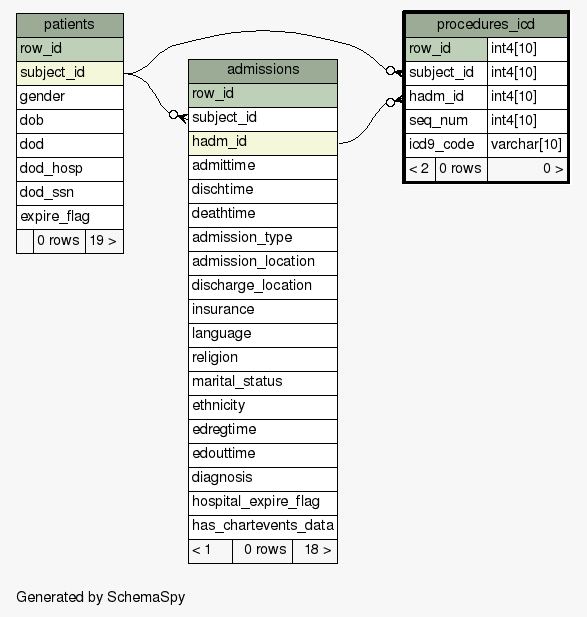 patients
row_id
subject_id
gender
dob
dod
dod_hosp
dod_ssn
expire_flag
0 rows 19 >
admissions
row_id
subject_id
hadm_id
admittime
dischtime
deathtime
admission_type
admission_location
discharge_location
insurance
language
religion
marital_status
ethnicity
edregtime
edouttime
diagnosis
hospital_expire_flag
has_chartevents_data
< 1 0 rows 18 >
procedures_icd
row_id int4[10]
subject_id int4[10]
hadm_id int4[10]
seq_num int4[10]
icd9_code varchar[10]
< 2 0 rows 0 >
Generated by SchemaSpy